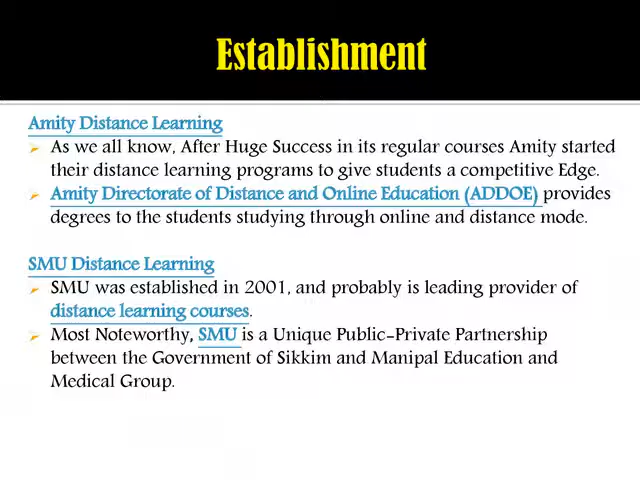 Establishment
Amity Distance Learning
As we all know, After Huge Success in its regular courses Amity started
their distance learning programs to give students a competitive Edge.
Amity Directorate of Distance and Online Education (ADDOE) provides
degrees to the students studying through online and distance mode.
SMU Distance Learning
SMU was established in 2001, and probably is leading provider of
distance learning courses.
Most Noteworthy, SMU is a Unique Public-Private Partnership
between the Government of Sikkim and Manipal Education and
Medical Group.